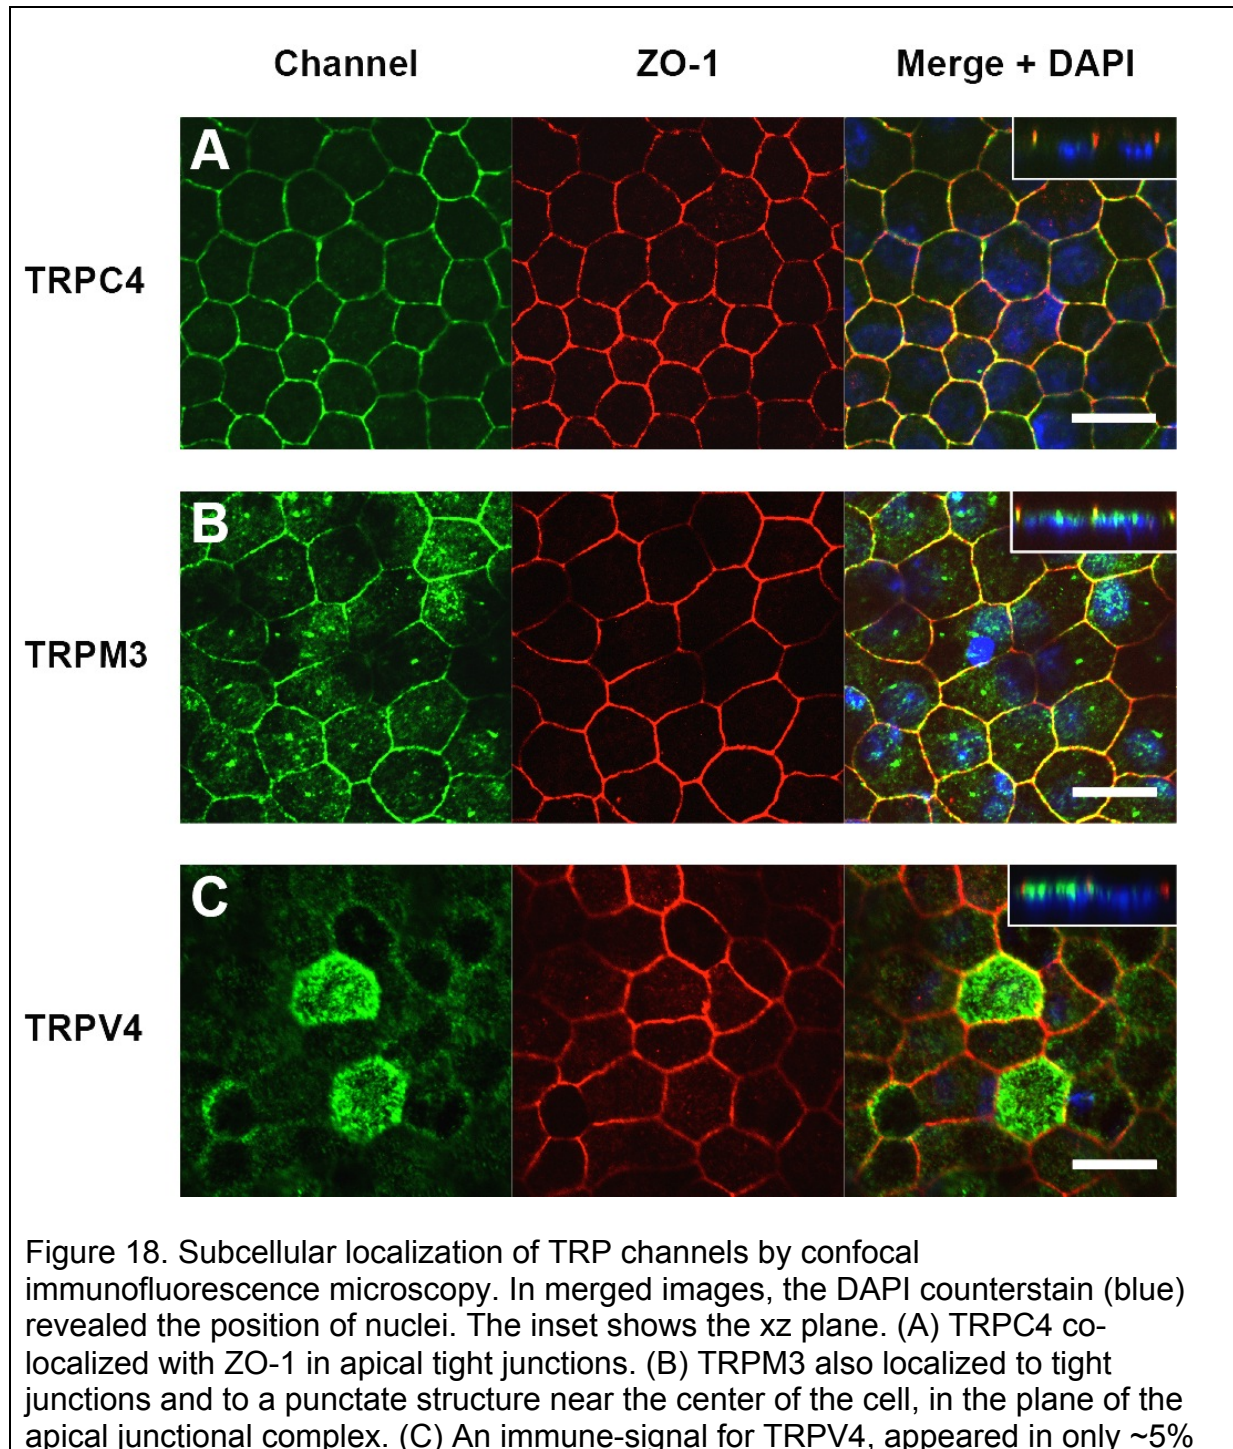 Channel ZO-1 Merge + DAPI
A
TRPC4
B
TRPM3
C
TRPV4
Figure 18. Subcellular localization of TRP channels by confocal
immunofluorescence microscopy. In merged images, the DAPI counterstain (blue)
revealed the position of nuclei. The inset shows the xz plane. (A) TRPC4 co-
localized with ZO-1 in apical tight junctions. (B) TRPM3 also localized to tight
junctions and to a punctate structure near the center of the cell, in the plane of the
apical junctional complex. (C) An immune-signal for TRPV4, appeared in only ~5%